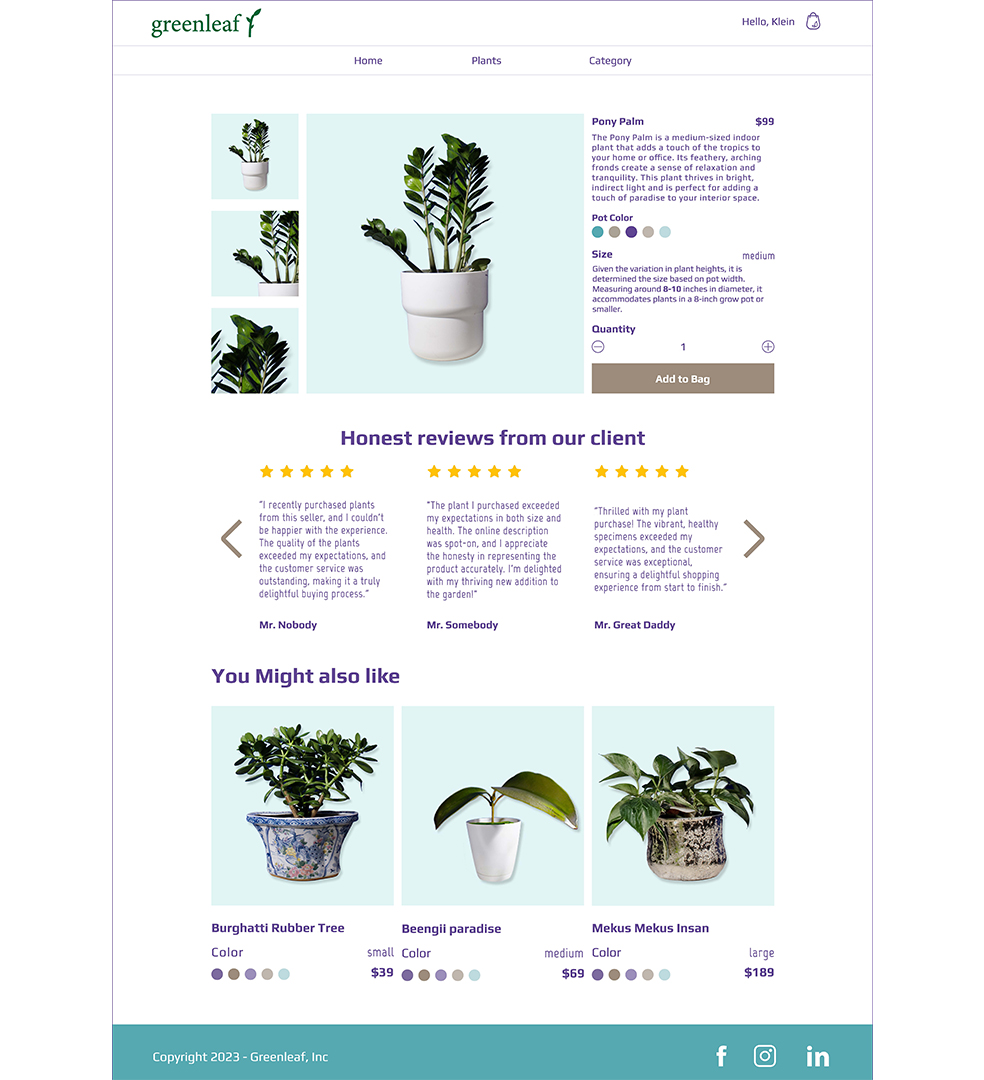 greenleaf
Hello, Klein
Home Plants Category
Pony Palm $99
The Pony Palm is a medium-sized indoor
plant that adds a touch of the tropics to
your home or office. Its feathery, arching
fronds create a sense of relaxation and
tranquility. This plant thrives in bright,
indirect light and is perfect for adding a
touch of paradise to your interior space.
Pot Color
Size medium
Given the variation in plant heights, it is
determined the size based on pot width.
Measuring around 8-10 inches in diameter, it
accommodates plants in a 8-inch grow pot or
smaller.
Quantity
1
Add to Bag
Honest reviews from our client
"I recently purchased plants
from this seller, and I couldn't
be happier with the experience.
The quality of the plants
exceeded my expectations, and
the customer service was
outstanding, making it a truly
delightful buying process."
Mr. Nobody
"The plant I purchased exceeded
my expectations in both size and
health. The online description
was spot-on, and I appreciate
the honesty in representing the
product accurately. I'm delighted
with my thriving new addition to
the garden!"
Mr. Somebody
"Thrilled with my plant
purchase! The vibrant, healthy
specimens exceeded my
expectations, and the customer
service was exceptional,
ensuring a delightful shopping
experience from start to finish."
Mr. Great Daddy
You Might also like
Burghatti Rubber Tree
Color small
$39
Beengii paradise
Color medium
$69
Mekus Mekus Insan
Color large
$189
Copyright 2023 - Greenleaf, Inc